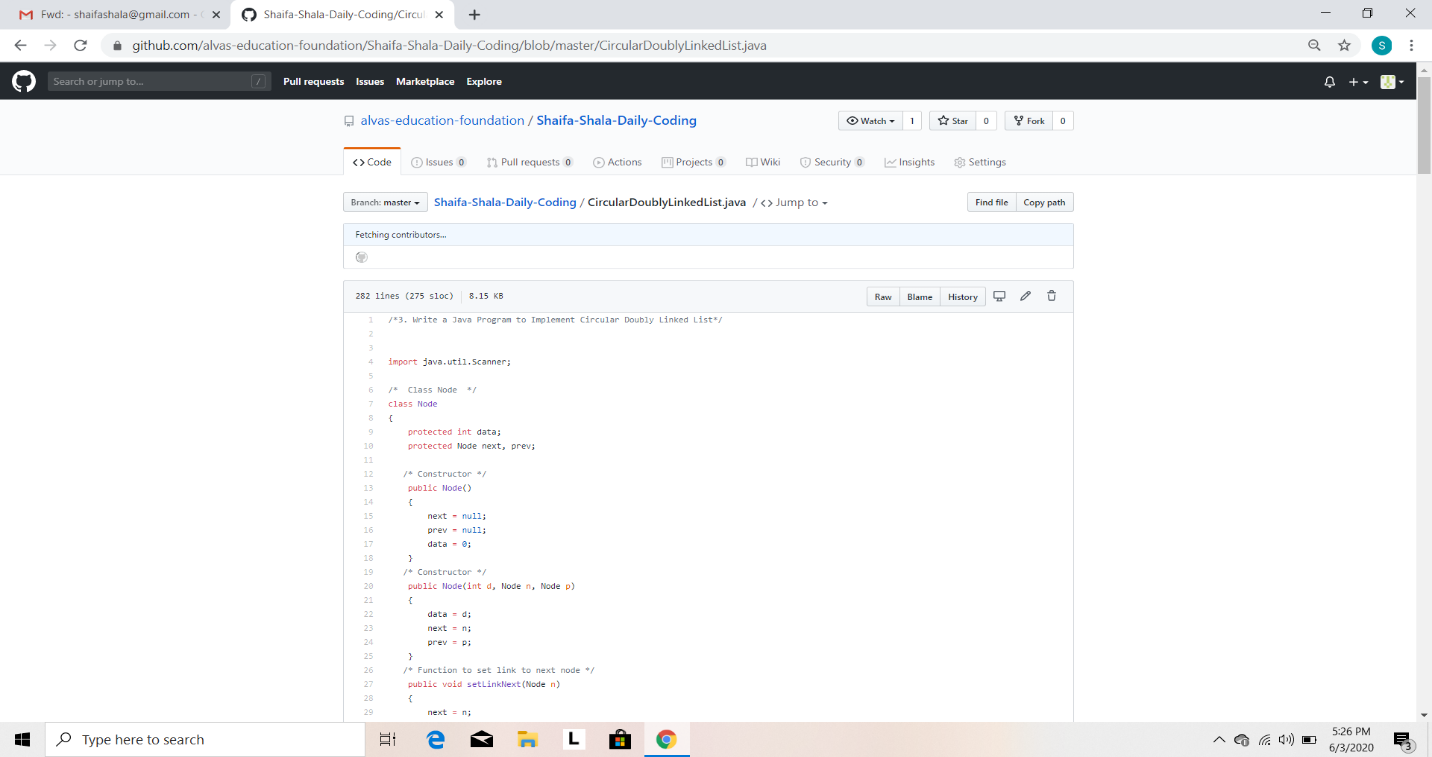 Fwd: - shaifashala@gmail.com -
Shaifa-Shala-Daily-Coding/Circul
github.com/alvas-education-foundation/Shaifa-Shala-Daily-Coding/blob/master/CircularDoublyLinkedList.java
S
Search or jump to...
/
Pull requests Issues Marketplace Explore
alvas-education-foundation / Shaifa-Shala-Daily-Coding
Watch 1 Star 0 Fork 0
<> Code Issues 0 Pull requests 0 Actions Projects 0 Wiki Security 0 Insights Settings
Branch: master Shaifa-Shala-Daily-Coding / CircularDoublyLinkedList.java / <> Jump to
Find file Copy path
Fetching contributors...
282 lines (275 sloc) 8.15 KB
Raw Blame History
1 /*3. Write a Java Program to Implement Circular Doubly Linked List*/
2
3
4 import java.util.Scanner;
5
6 /*  Class Node  */
7 class Node
8 {
9 protected int data;
10 protected Node next, prev;
11
12 /* Constructor */
13 public Node()
14 {
15 next = null;
16 prev = null;
17 data = 0;
18 }
19 /* Constructor */
20 public Node(int d, Node n, Node p)
21 {
22 data = d;
23 next = n;
24 prev = p;
25 }
26 /* Function to set link to next node */
27 public void setLinkNext(Node n)
28 {
29 next = n;
Type here to search
L
5:26 PM
6/3/2020
3